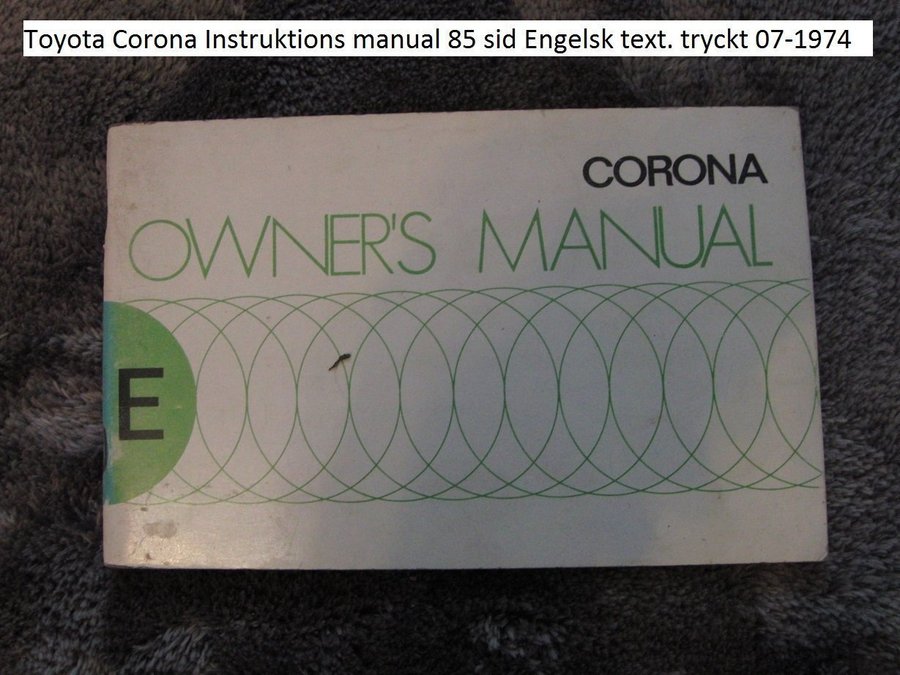 Toyota Corona Instruktions manual 85 sid Engelsk text. tryckt 07-1974
CORONA
OWNER'S MANUAL
E